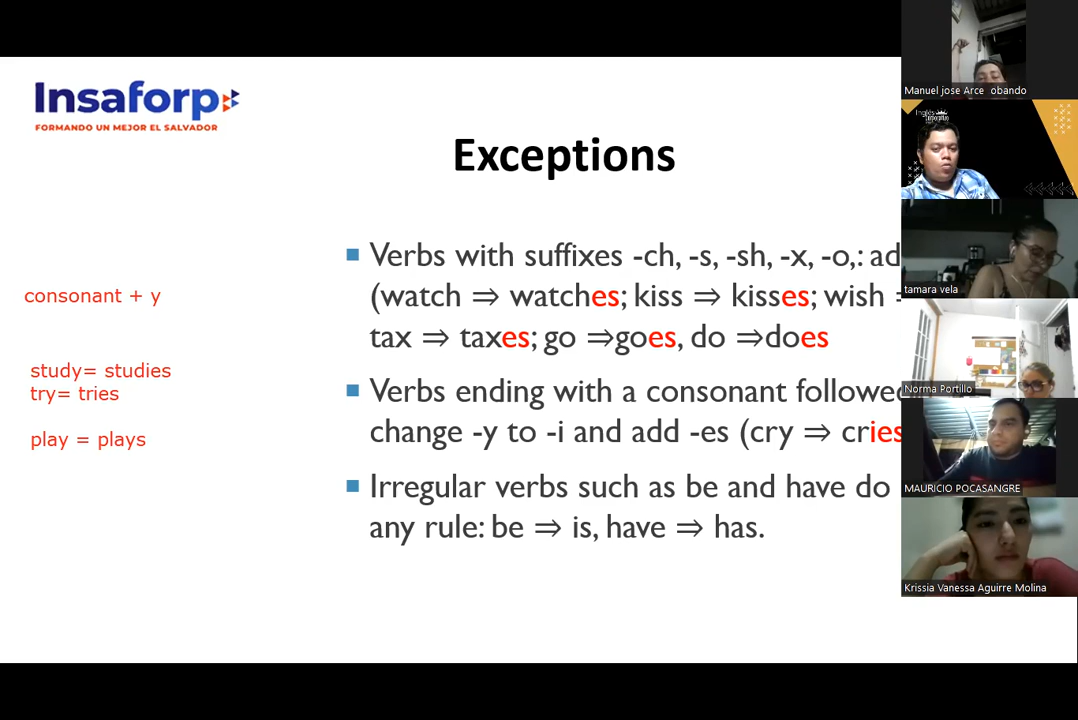 Insaforp
FORMANDO UN MEJOR EL SALVADOR
Exceptions
consonant + y
study= studies
try= tries
play = plays
Verbs with suffixes -ch, -s, -sh, -x, -o,: ad
(watch ⇒ watches; kiss ⇒ kisses; wish
tax ⇒ taxes; go ⇒goes, do ⇒does
Verbs ending with a consonant followe
change -y to -i and add -es (cry ⇒ cries
Irregular verbs such as be and have do
any rule: be ⇒ is, have ⇒ has.
Manuel jose Arce obando
Inglés
tamara vela
Norma Portillo
MAURICIO POCASANGRE
Krissia Vanessa Aguirre Molina